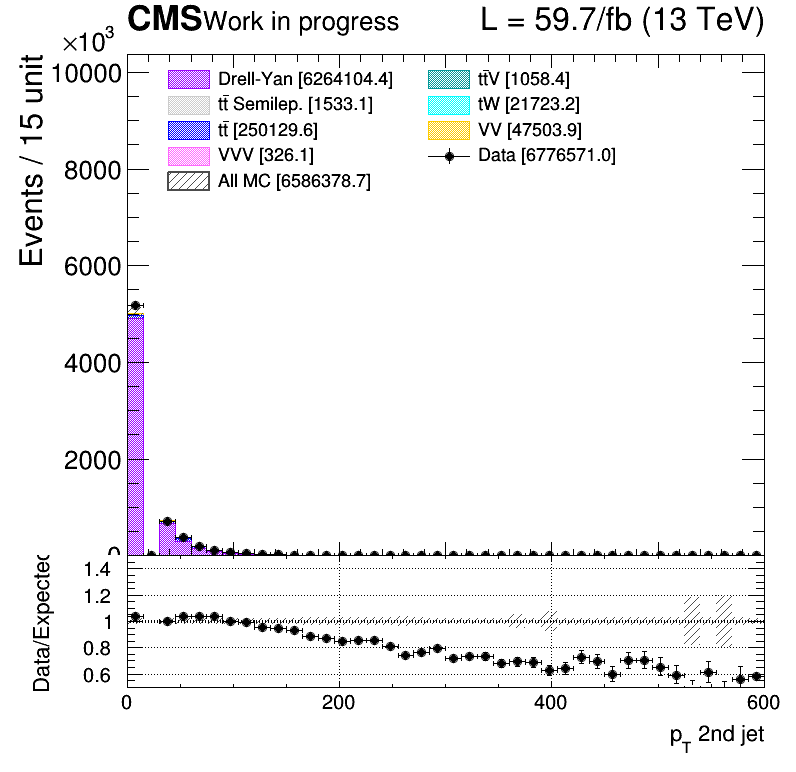 CMS Work in progress L = 59.7/fb (13 TeV)
×10³
Events / 15 unit
10000
8000
6000
4000
2000
0
Drell-Yan [6264104.4]
tt̄ Semilep. [1533.1]
tt̄ [250129.6]
VVV [326.1]
All MC [6586378.7]
tt̄V [1058.4]
tW [21723.2]
VV [47503.9]
Data [6776571.0]
Data/Expected
1.4
1.2
1
0.8
0.6
0 200 400 600
p_T 2nd jet